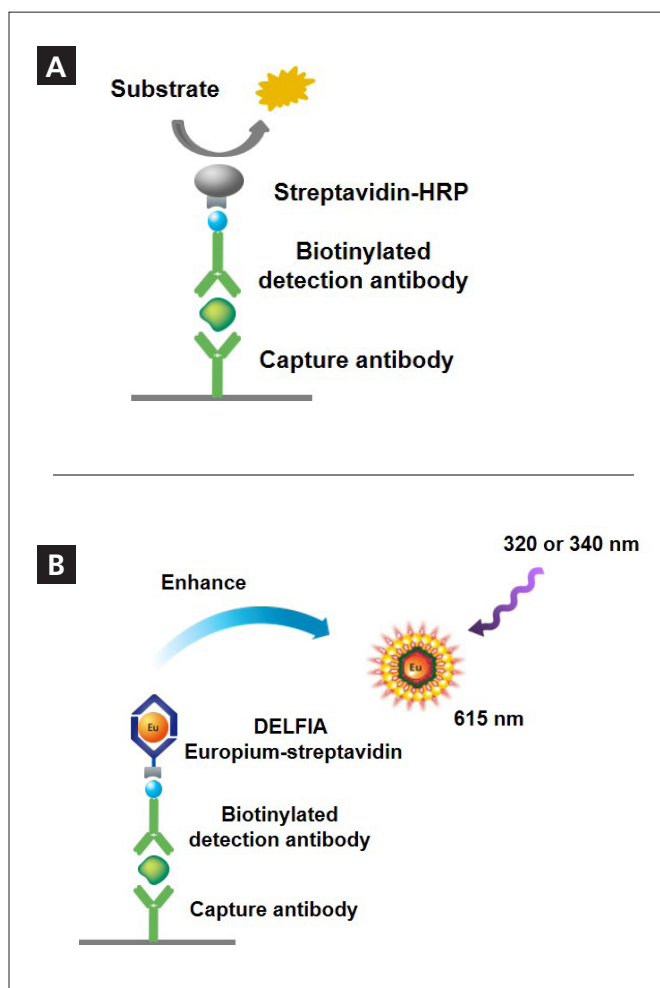 A
Substrate
Streptavidin-HRP
Biotinylated
detection antibody
Capture antibody
B
320 or 340 nm
Enhance
Eu
615 nm
Eu
DELFIA
Europium-streptavidin
Biotinylated
detection antibody
Capture antibody